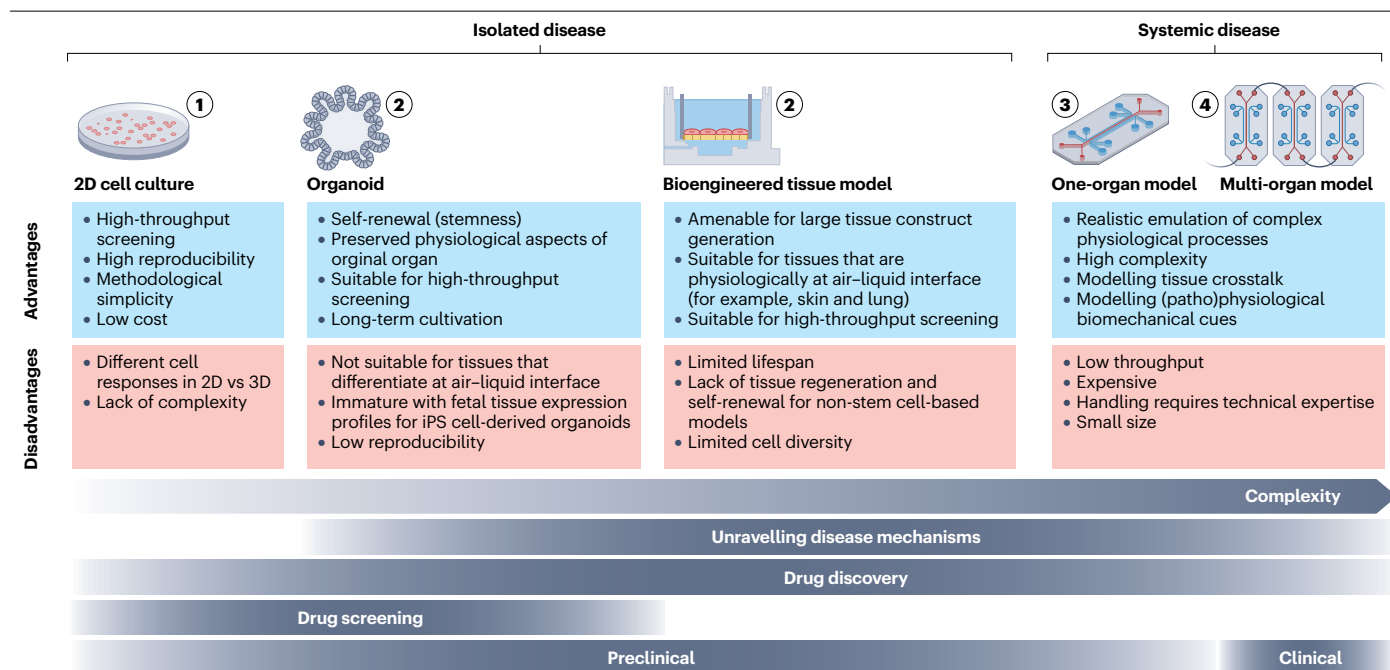 Isolated disease
Systemic disease
1
2
2
3
4
2D cell culture
Organoid
Bioengineered tissue model
One-organ model
Multi-organ model
Advantages
• High-throughput
screening
• High reproducibility
• Methodological
simplicity
• Low cost
• Self-renewal (stemness)
• Preserved physiological aspects of
orginal organ
• Suitable for high-throughput
screening
• Long-term cultivation
• Amenable for large tissue construct
generation
• Suitable for tissues that are
physiologically at air–liquid interface
(for example, skin and lung)
• Suitable for high-throughput screening
• Realistic emulation of complex
physiological processes
• High complexity
• Modelling tissue crosstalk
• Modelling (patho)physiological
biomechanical cues
Disadvantages
• Different cell
responses in 2D vs 3D
• Lack of complexity
• Not suitable for tissues that
differentiate at air–liquid interface
• Immature with fetal tissue expression
profiles for iPS cell-derived organoids
• Low reproducibility
• Limited lifespan
• Lack of tissue regeneration and
self-renewal for non-stem cell-based
models
• Limited cell diversity
• Low throughput
• Expensive
• Handling requires technical expertise
• Small size
Complexity
Unravelling disease mechanisms
Drug discovery
Drug screening
Preclinical
Clinical